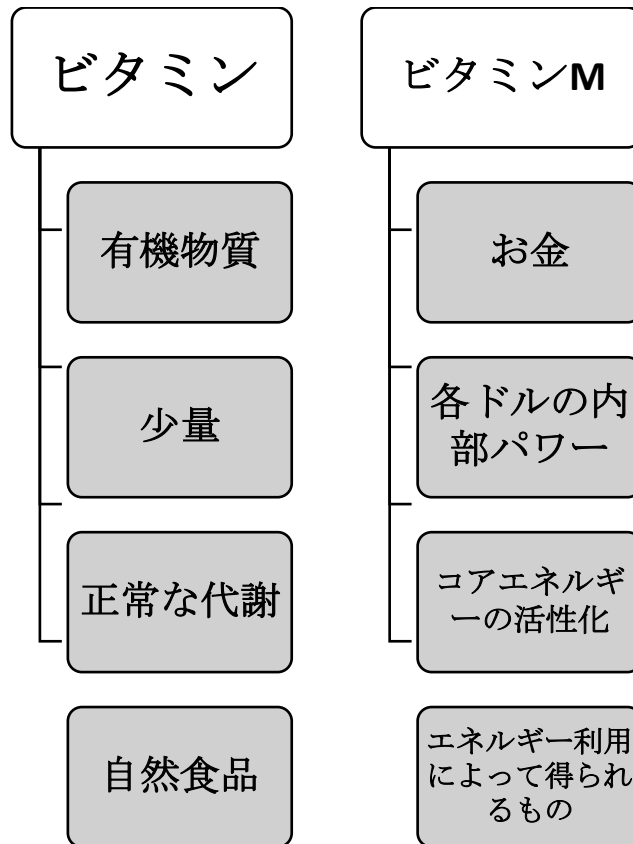 ビタミン
有機物質
少量
正常な代謝
自然食品
ビタミンM
お金
各ドルの内
部パワー
コアエネルギ
ーの活性化
エネルギー利用
によって得られ
るもの